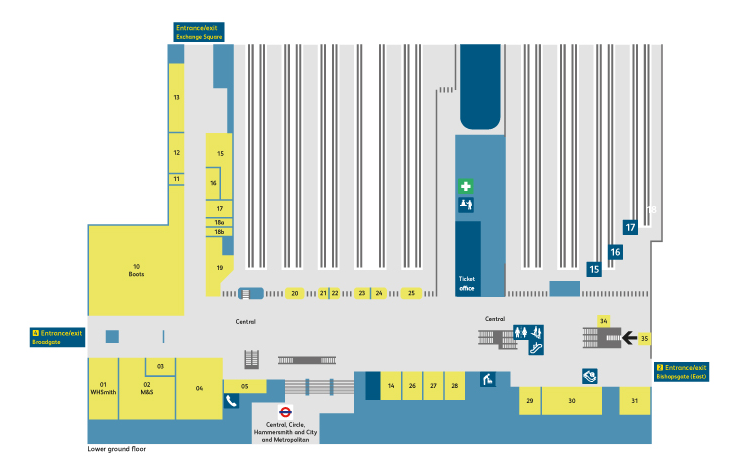 Entrance/exit
Exchange Square
13
12
11
15
16
17
18a
18b
19
10
Boots
Ticket
office
18
17
16
15
20
21
22
23
24
25
Central
Central
34
35
4 Entrance/exit
Broadgate
2 Entrance/exit
Bishopsgate (East)
01
WHSmith
02
M&S
03
04
05
14
26
27
28
29
30
31
Central, Circle,
Hammersmith and City
and Metropolitan
Lower ground floor